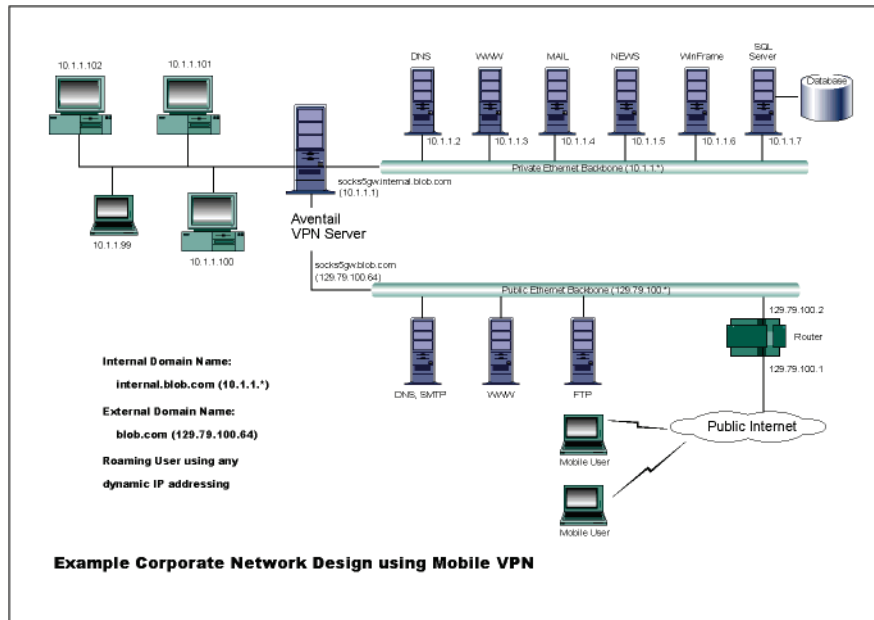 10.1.1.102
10.1.1.101
DNS
WWW
MAIL
NEWS
WinFrame
SQL
Server
Database
10.1.1.2
10.1.1.3
10.1.1.4
10.1.1.5
10.1.1.6
10.1.1.7
Private Ethernet Backbone (10.1.1.*)
socks5gw.internal.blob.com
(10.1.1.1)
10.1.1.99
10.1.1.100
Aventail
VPN Server
socks5gw.blob.com
(129.79.100.64)
Public Ethernet Backbone (129.79.100.*)
129.79.100.2
Router
129.79.100.1
DNS, SMTP
WWW
FTP
Public Internet
Mobile User
Mobile User
Internal Domain Name:
internal.blob.com (10.1.1.*)
External Domain Name:
blob.com (129.79.100.64)
Roaming User using any
dynamic IP addressing
Example Corporate Network Design using Mobile VPN